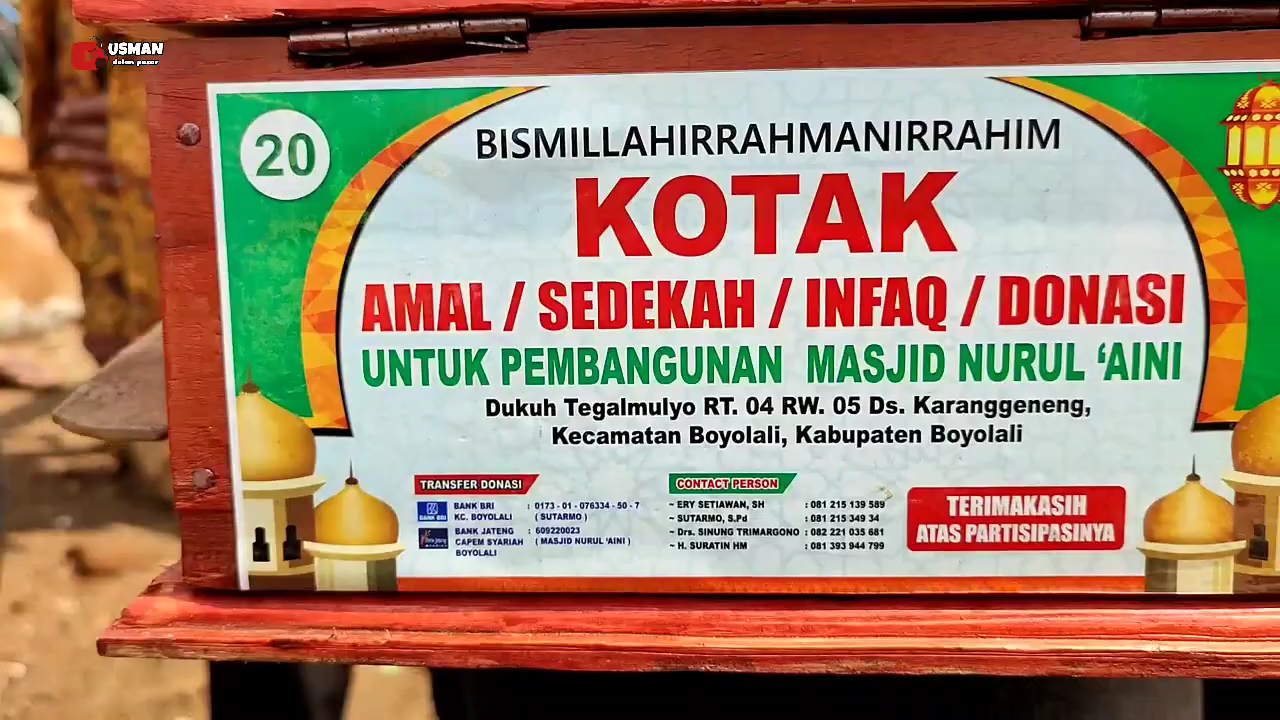 USMAN
dolan pasar
20
BISMILLAHIRRAHMANIRRAHIM
KOTAK
AMAL / SEDEKAH / INFAQ / DONASI
UNTUK PEMBANGUNAN MASJID NURUL ‘AINI
Dukuh Tegalmulyo RT. 04 RW. 05 Ds. Karanggeneng,
Kecamatan Boyolali, Kabupaten Boyolali
TRANSFER DONASI
BANK BRI : 0173 - 01 - 076334 - 50 - 7
KC. BOYOLALI ( SUTARMO )
BANK JATENG : 609220023
CAPEM SYARIAH ( MASJID NURUL ‘AINI )
BOYOLALI
BANK BRI
CONTACT PERSON
~ ERY SETIAWAN, SH : 081 215 139 589
~ SUTARMO, S.Pd : 081 215 349 34
~ Drs. SINUNG TRIMARGONO : 082 221 035 681
~ H. SURATIN HM : 081 393 944 799
TERIMAKASIH
ATAS PARTISIPASINYA